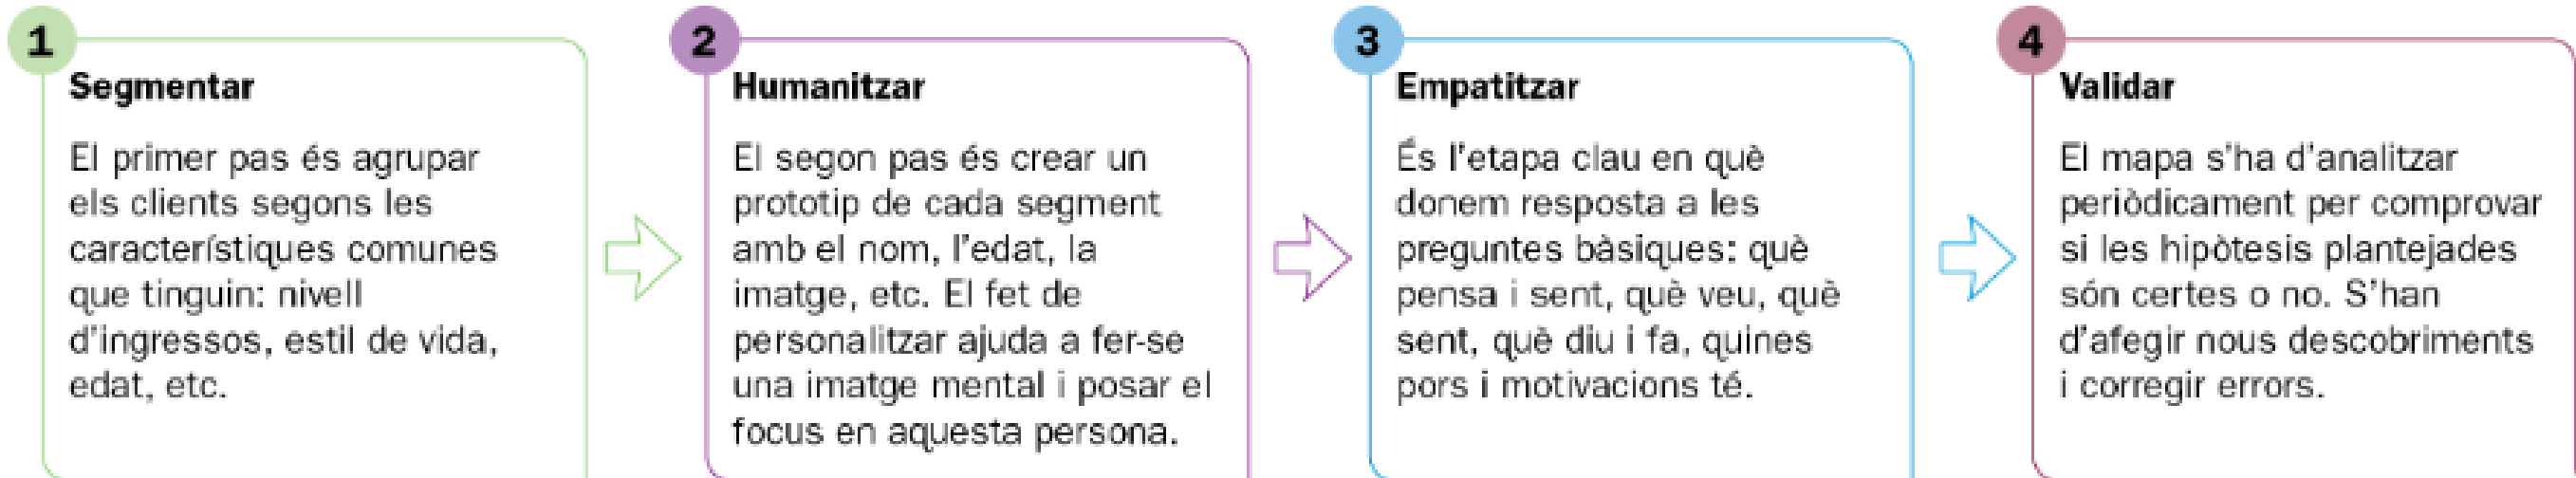 1
Segmentar
El primer pas és agrupar
els clients segons les
característiques comunes
que tinguin: nivell
d'ingressos, estil de vida,
edat, etc.
2
Humanitzar
El segon pas és crear un
prototip de cada segment
amb el nom, l'edat, la
imatge, etc. El fet de
personalitzar ajuda a fer-se
una imatge mental i posar el
focus en aquesta persona.
3
Empatitzar
És l'etapa clau en què
donem resposta a les
preguntes bàsiques: què
pensa i sent, què veu, què
sent, què diu i fa, quines
pors i motivacions té.
4
Validar
El mapa s'ha d'analitzar
periòdicament per comprovar
si les hipòtesis plantejades
són certes o no. S'han
d'afegir nous descobriments
i corregir errors.